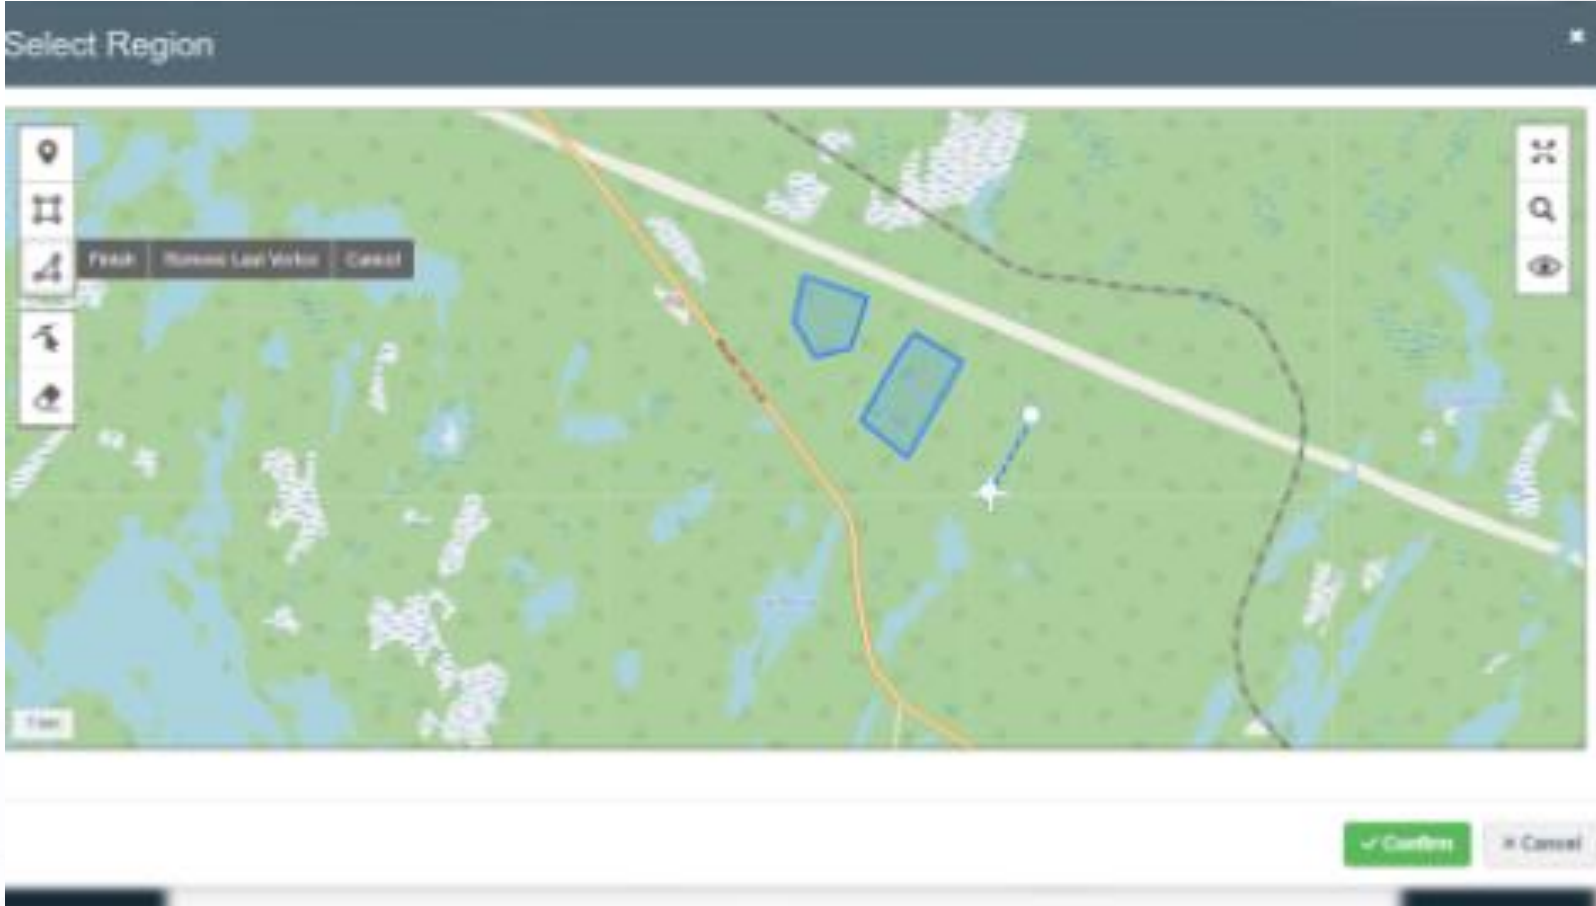 Select Region
Finish
Remove Last Vertex
Cancel
Confirm
Cancel